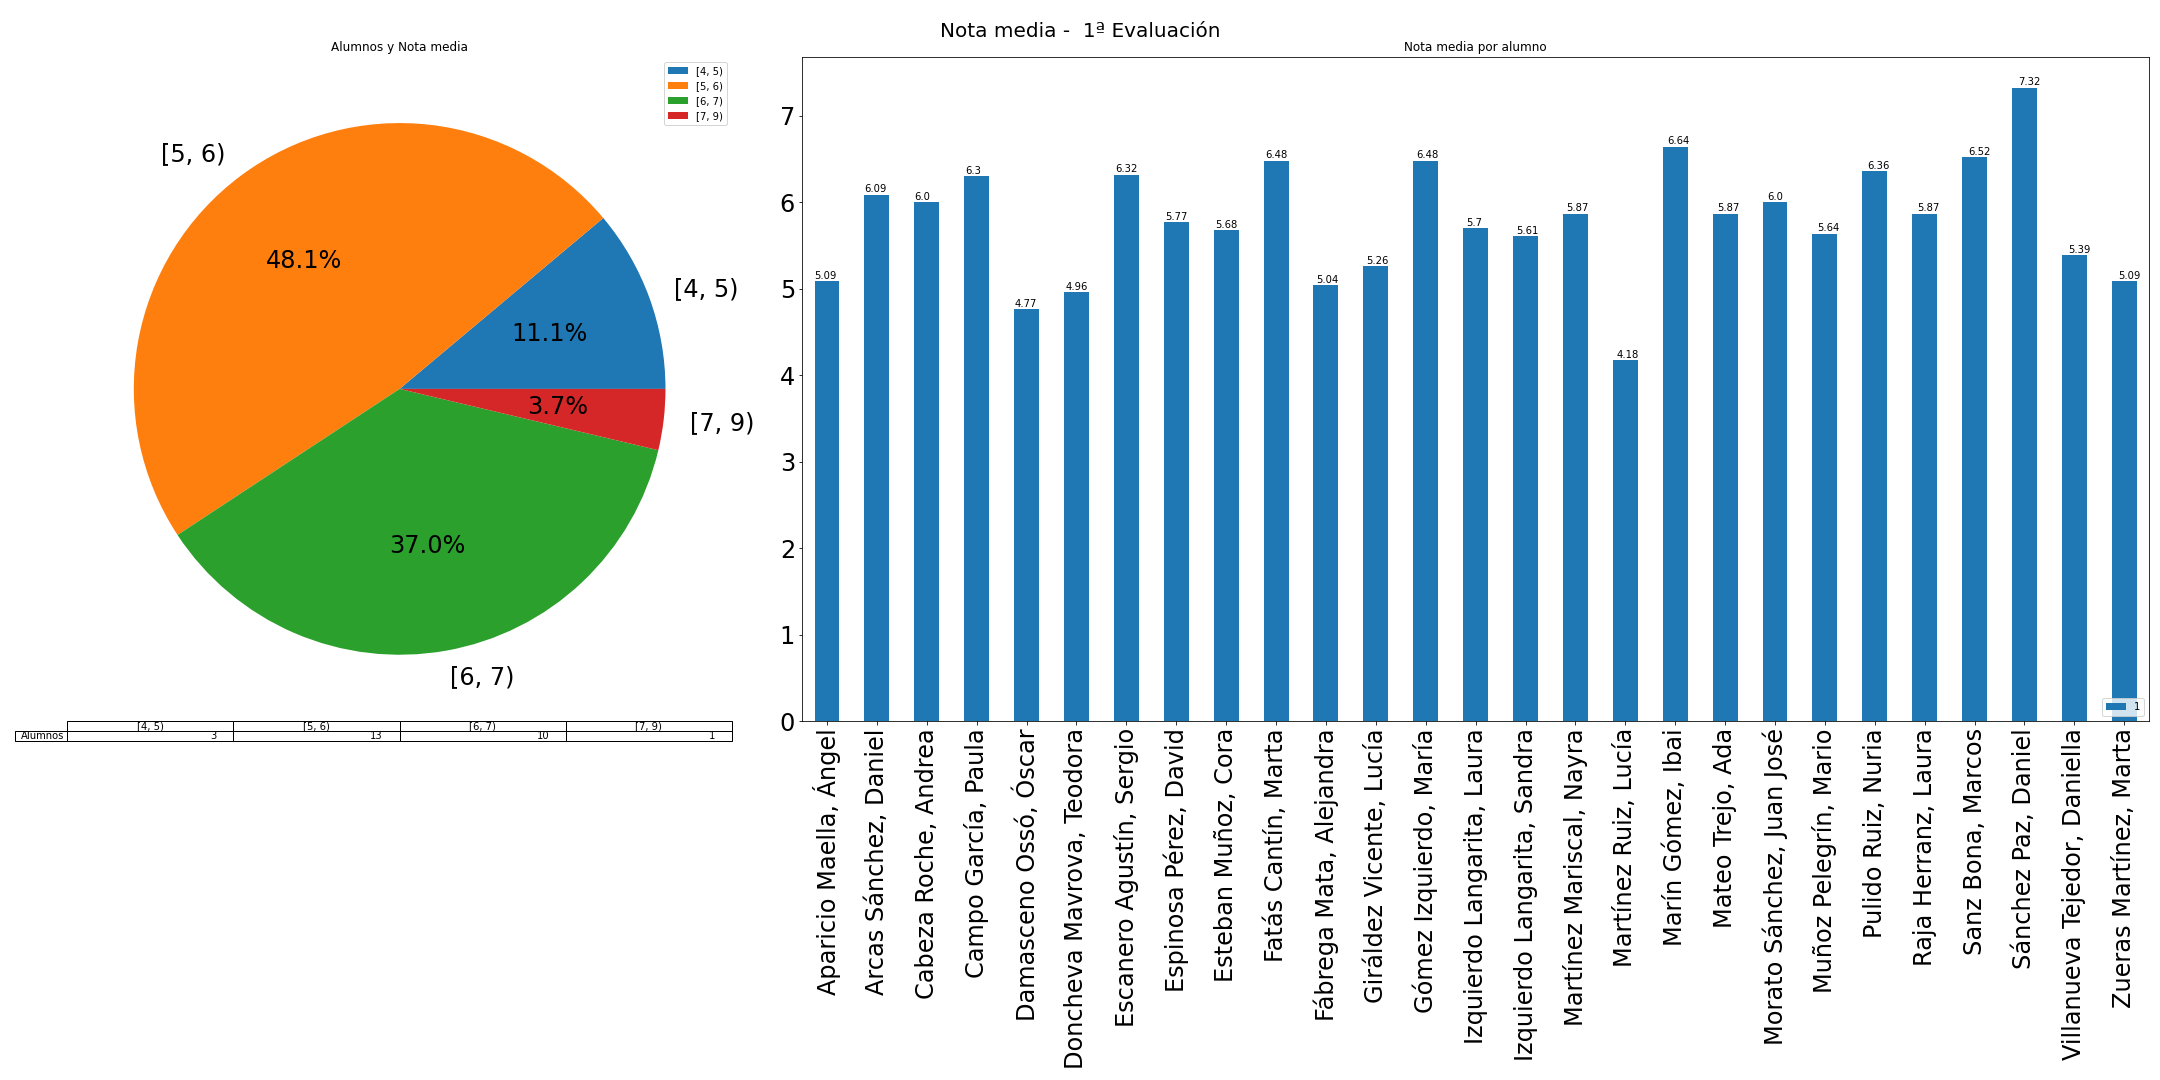 Nota media -  1ª Evaluación
Alumnos y Nota media
[4, 5)
[5, 6)
[6, 7)
[7, 9)
[5, 6)
48.1%
[4, 5)
11.1%
3.7%
[7, 9)
37.0%
[6, 7)
[4, 5) [5, 6) [6, 7) [7, 9)
Alumnos 3 13 10 1
Nota media por alumno
7
6
5
4
3
2
1
0
5.09
6.09
6.0
6.3
4.77
4.96
6.32
5.77
5.68
6.48
5.04
5.26
6.48
5.7
5.61
5.87
4.18
6.64
5.87
6.0
5.64
6.36
5.87
6.52
7.32
5.39
5.09
1
Aparicio Maella, Ángel
Arcas Sánchez, Daniel
Cabeza Roche, Andrea
Campo García, Paula
Damasceno Ossó, Óscar
Doncheva Mavrova, Teodora
Escanero Agustín, Sergio
Espinosa Pérez, David
Esteban Muñoz, Cora
Fatás Cantín, Marta
Fábrega Mata, Alejandra
Giráldez Vicente, Lucía
Gómez Izquierdo, María
Izquierdo Langarita, Laura
Izquierdo Langarita, Sandra
Martínez Mariscal, Nayra
Martínez Ruiz, Lucía
Marín Gómez, Ibai
Mateo Trejo, Ada
Morato Sánchez, Juan José
Muñoz Pelegrín, Mario
Pulido Ruiz, Nuria
Raja Herranz, Laura
Sanz Bona, Marcos
Sánchez Paz, Daniel
Villanueva Tejedor, Daniella
Zueras Martínez, Marta